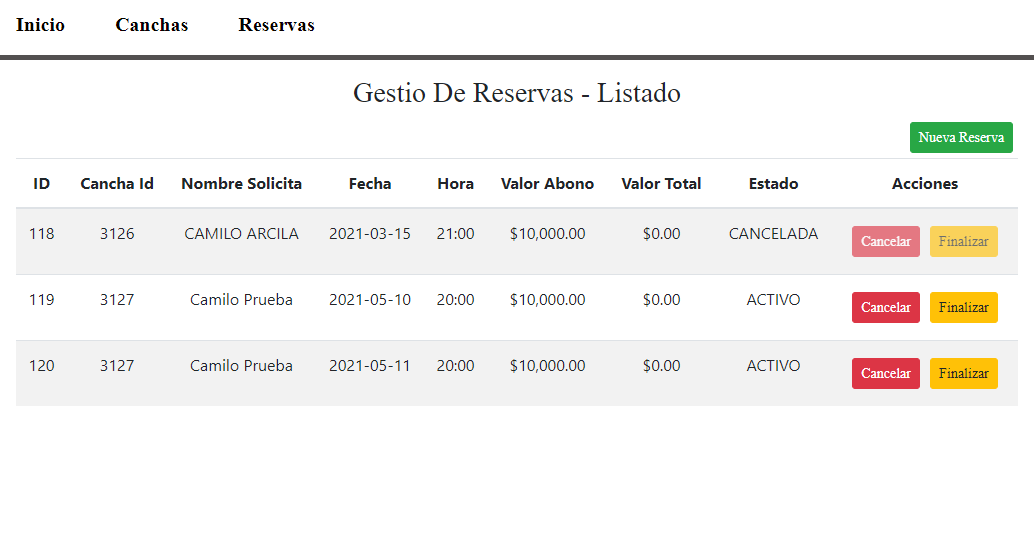 Inicio Canchas Reservas
Gestio De Reservas - Listado
Nueva Reserva
ID Cancha Id Nombre Solicita Fecha Hora Valor Abono Valor Total Estado Acciones
118 3126 CAMILO ARCILA 2021-03-15 21:00 $10,000.00 $0.00 CANCELADA Cancelar Finalizar
119 3127 Camilo Prueba 2021-05-10 20:00 $10,000.00 $0.00 ACTIVO Cancelar Finalizar
120 3127 Camilo Prueba 2021-05-11 20:00 $10,000.00 $0.00 ACTIVO Cancelar Finalizar